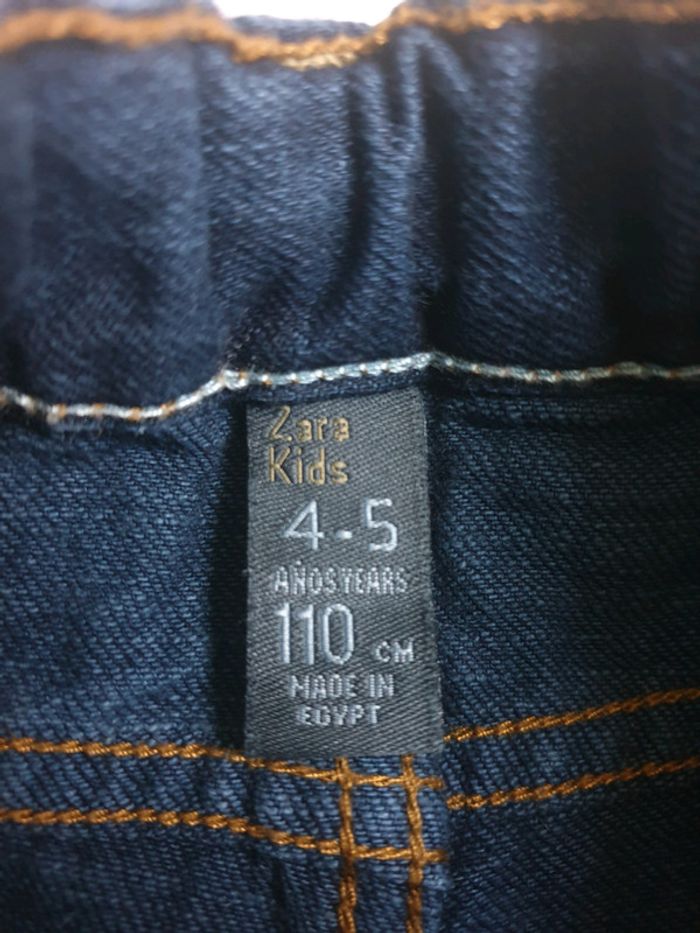 Zara
Kids
4-5
AÑOS YEARS
110 CM
MADE IN
EGYPT